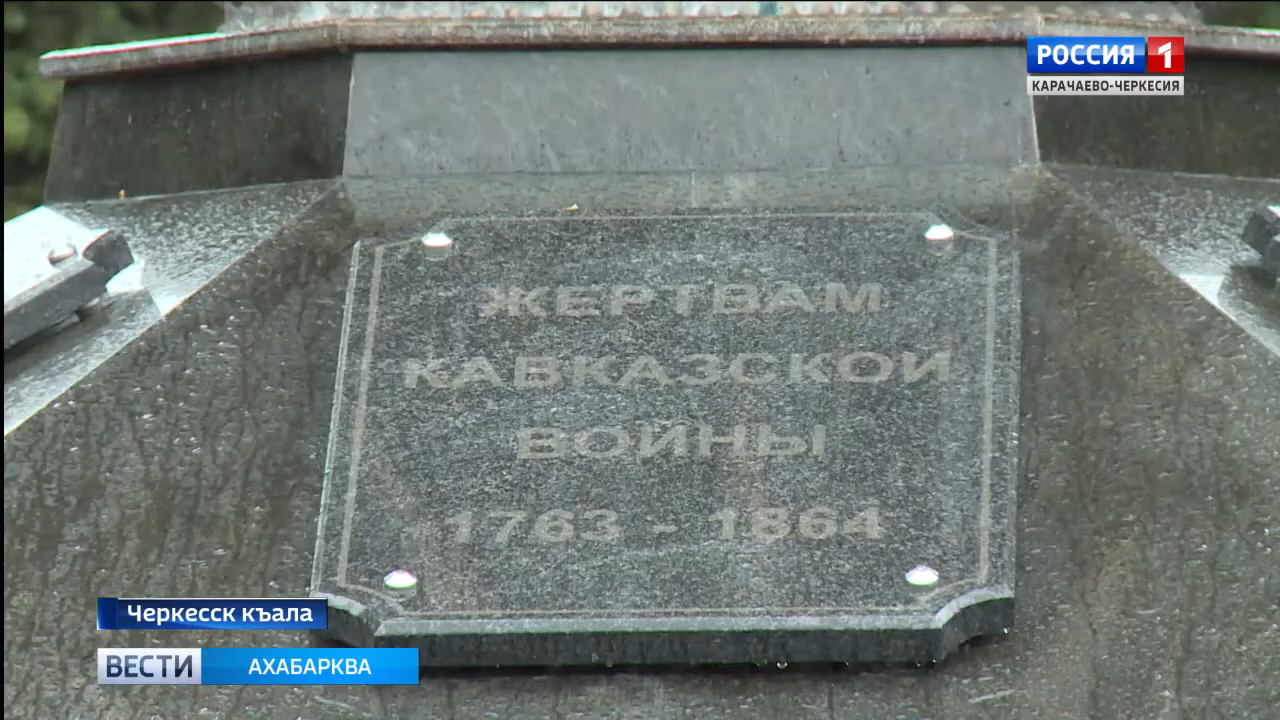 РОССИЯ 1
КАРАЧАЕВО-ЧЕРКЕСИЯ
ЖЕРТВАМ
КАВКАЗСКОЙ
ВОЙНЫ
1763 - 1864
Черкесск къала
ВЕСТИ АХАБАРКВА